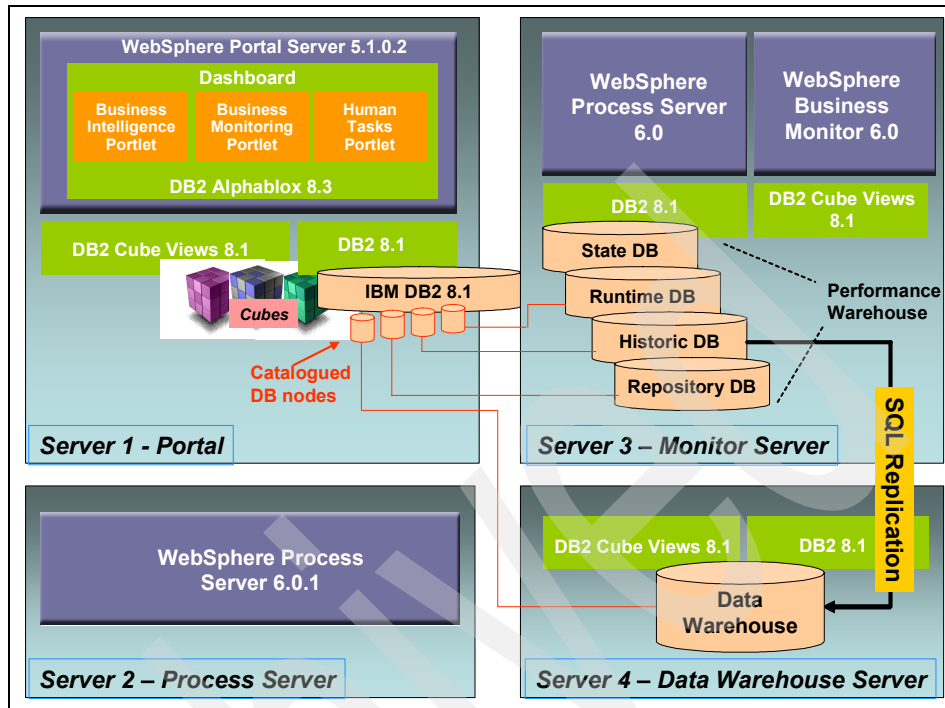 WebSphere Portal Server 5.1.0.2
Dashboard
Business
Intelligence
Portlet
Business
Monitoring
Portlet
Human
Tasks
Portlet
DB2 Alphablox 8.3
DB2 Cube Views 8.1
DB2 8.1
IBM DB2 8.1
Cubes
Catalogued
DB nodes
Server 1 - Portal
WebSphere
Process Server
6.0
WebSphere
Business
Monitor 6.0
DB2 8.1
DB2 Cube Views
8.1
State DB
Runtime DB
Historic DB
Repository DB
Performance
Warehouse
Server 3 – Monitor Server
SQL Replication
WebSphere Process
Server 6.0.1
Server 2 – Process Server
DB2 Cube Views 8.1
DB2 8.1
Data
Warehouse
Server 4 – Data Warehouse Server